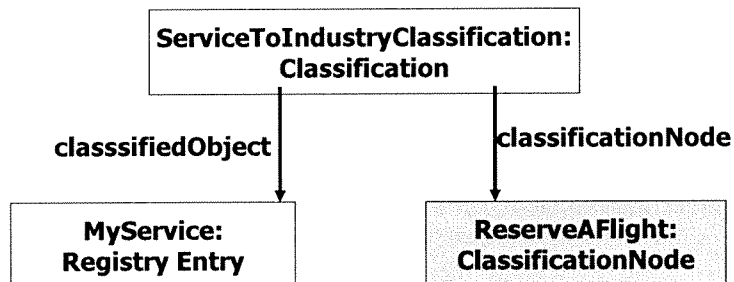 ServiceToIndustryClassification:
Classification
classsifiedObject
classificationNode
MyService:
Registry Entry
ReserveAFlight:
ClassificationNode